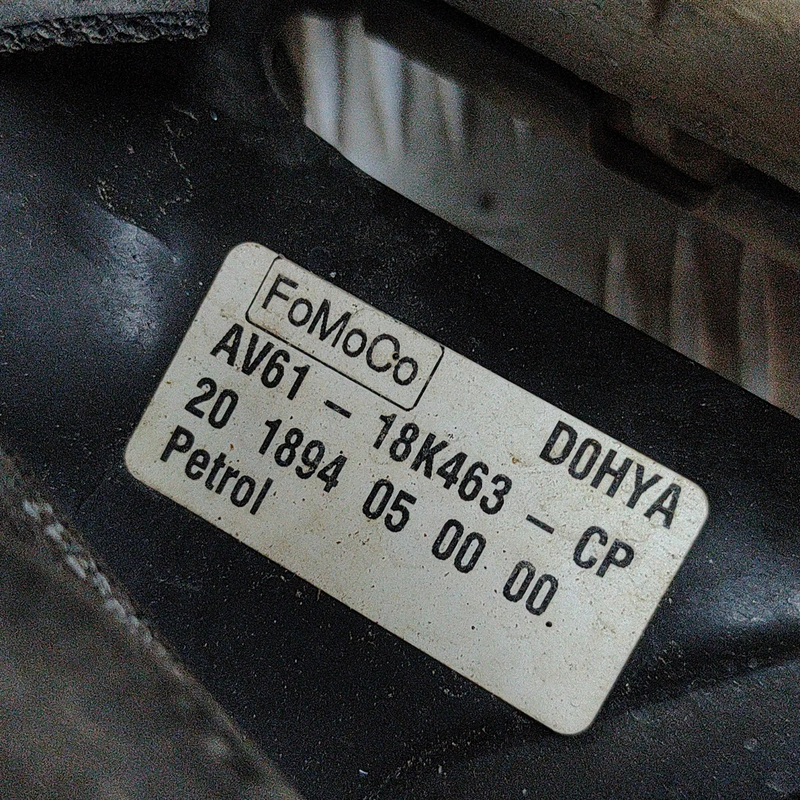 FoMoCo
D0HYA
AV61 – 18K463 – CP
20 1894 05 00 00
Petrol